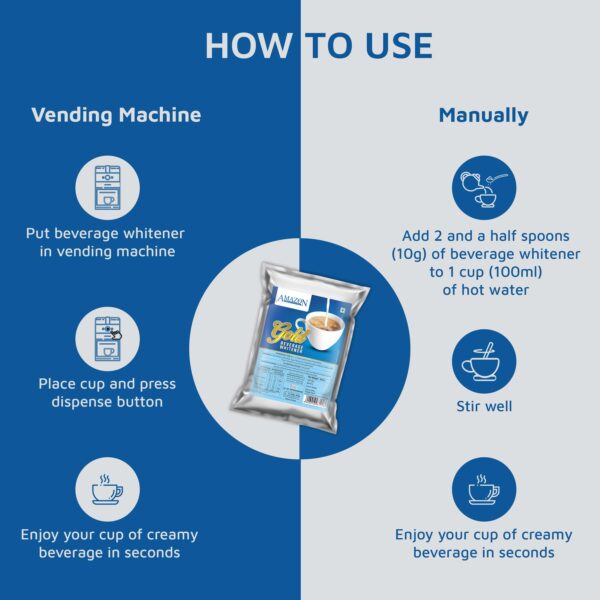 HOW TO USE
Vending Machine
Put beverage whitener
in vending machine
Place cup and press
dispense button
Enjoy your cup of creamy
beverage in seconds
AMAZON
Gold
BEVERAGE
WHITENER
Manually
Add 2 and a half spoons
(10g) of beverage whitener
to 1 cup (100ml)
of hot water
Stir well
Enjoy your cup of creamy
beverage in seconds